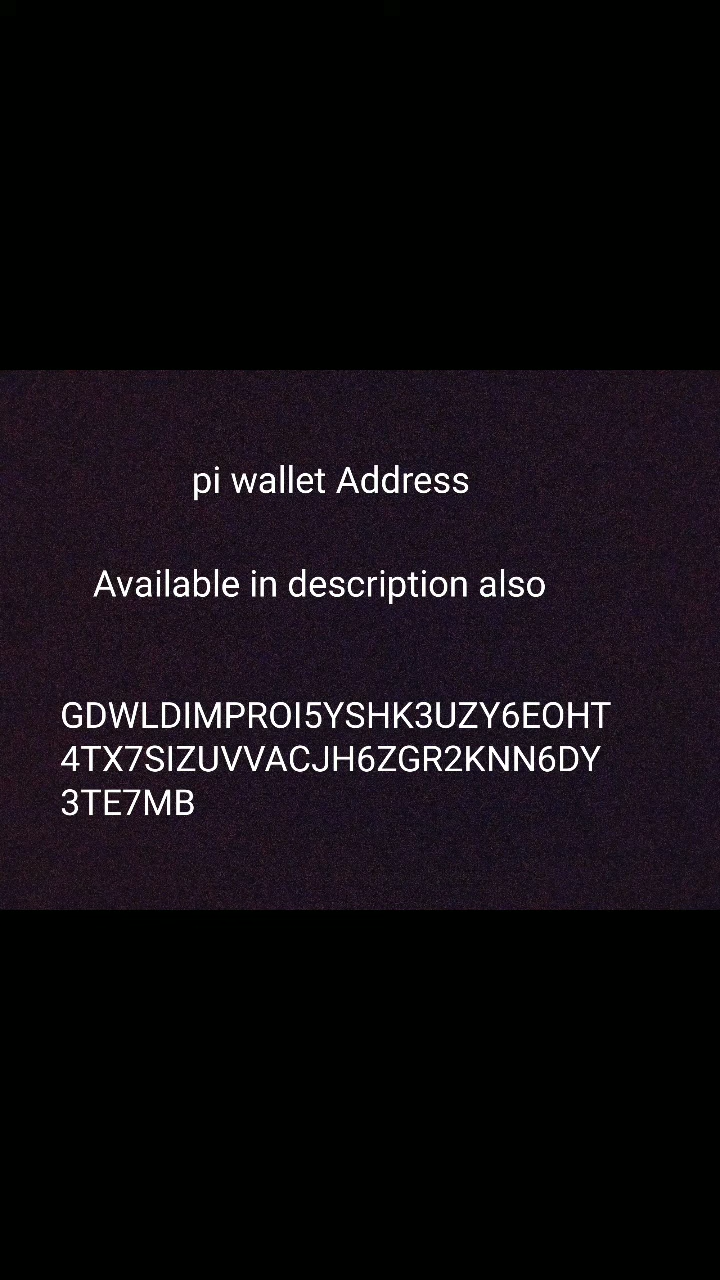 pi wallet Address
Available in description also
GDWLDIMPROI5YSHK3UZY6EOHT
4TX7SIZUVVACJH6ZGR2KNN6DY
3TE7MB